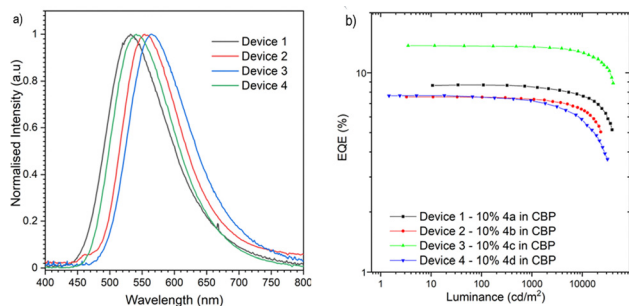 a)
Normalised Intensity (a.u)
1
0.8
0.6
0.4
0.2
0
400 450 500 550 600 650 700 750 800
Wavelength (nm)
Device 1
Device 2
Device 3
Device 4
b)
EQE (%)
100
10
1
1 10 100 1000 10000
Luminance (cd/m²)
Device 1 - 10% 4a in CBP
Device 2 - 10% 4b in CBP
Device 3 - 10% 4c in CBP
Device 4 - 10% 4d in CBP